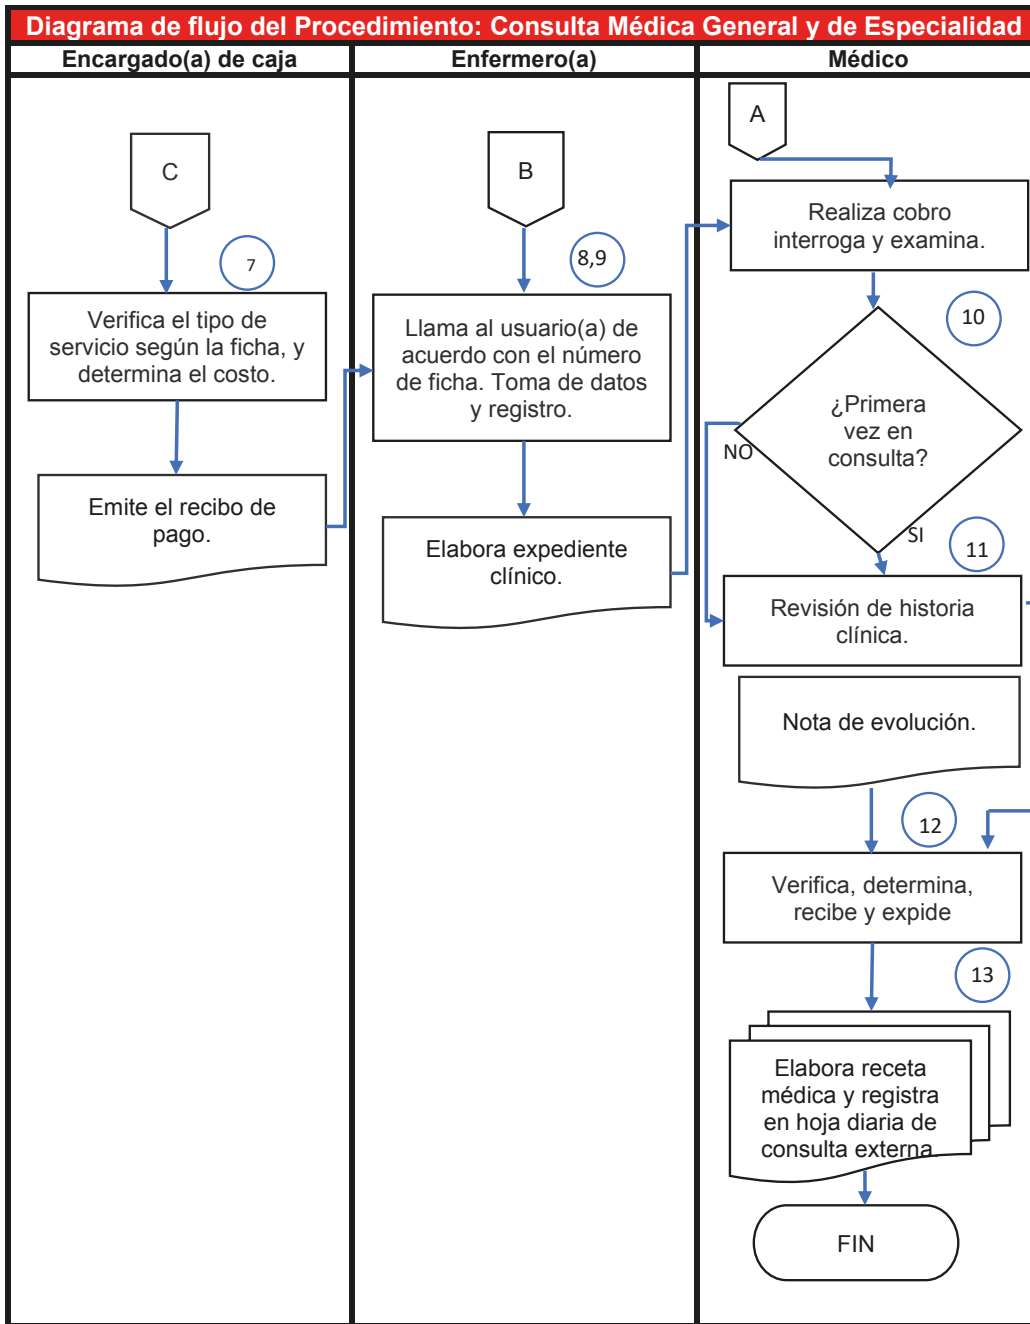 Diagrama de flujo del Procedimiento: Consulta Médica General y de Especialidad
Encargado(a) de caja
Enfermero(a)
Médico
C
7
Verifica el tipo de
servicio según la ficha, y
determina el costo.
Emite el recibo de
pago.
B
8,9
Llama al usuario(a) de
acuerdo con el número
de ficha. Toma de datos
y registro.
Elabora expediente
clínico.
A
Realiza cobro
interroga y examina.
10
¿Primera
vez en
consulta?
NO
SI
11
Revisión de historia
clínica.
Nota de evolución.
12
Verifica, determina,
recibe y expide
13
Elabora receta
médica y registra
en hoja diaria de
consulta externa.
FIN